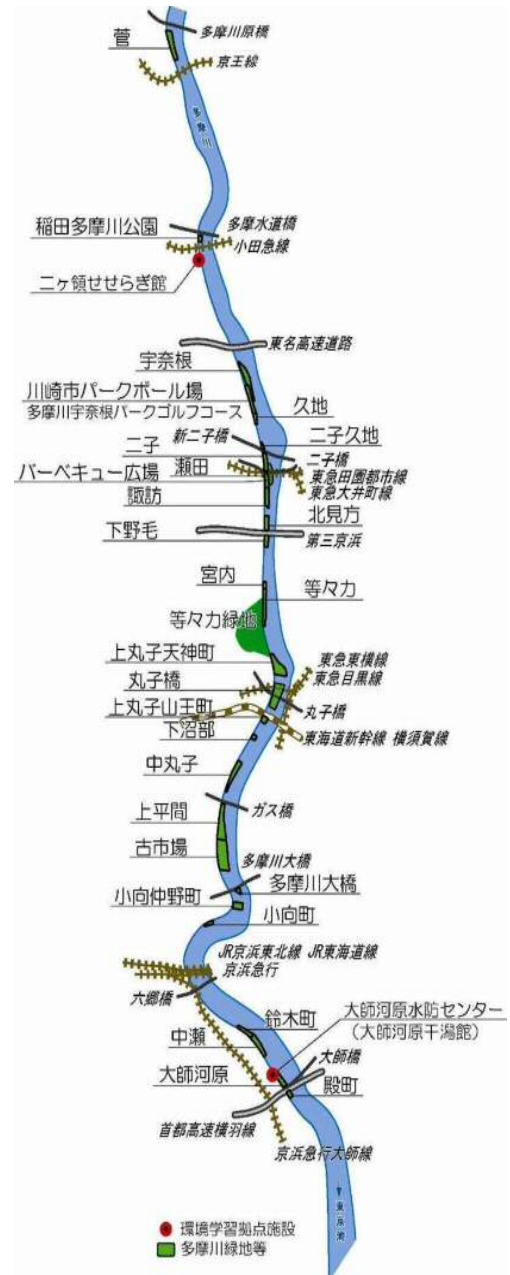 多摩川原橋
菅
京王線
多摩川
稲田多摩川公園
多摩水道橋
小田急線
二ヶ領せせらぎ館
東名高速道路
宇奈根
川崎市パークボール場
多摩川宇奈根パークゴルフコース
久地
新二子橋
二子久地
二子
瀬田
二子橋
バーベキュー広場
東急田園都市線
東急大井町線
諏訪
北見方
下野毛
第三京浜
宮内
等々力
等々力緑地
上丸子天神町
東急東横線
東急目黒線
丸子橋
丸子橋
上丸子山王町
東海道新幹線 横須賀線
下沼部
中丸子
ガス橋
上平間
古市場
多摩川大橋
多摩川大橋
小向仲野町
小向町
JR京浜東北線 JR東海道線
京浜急行
六郷橋
鈴木町
大師河原水防センター
（大師河原干潟館）
中瀬
大師橋
大師河原
殿町
首都高速横羽線
京浜急行大師線
東京湾
環境学習拠点施設
多摩川緑地等